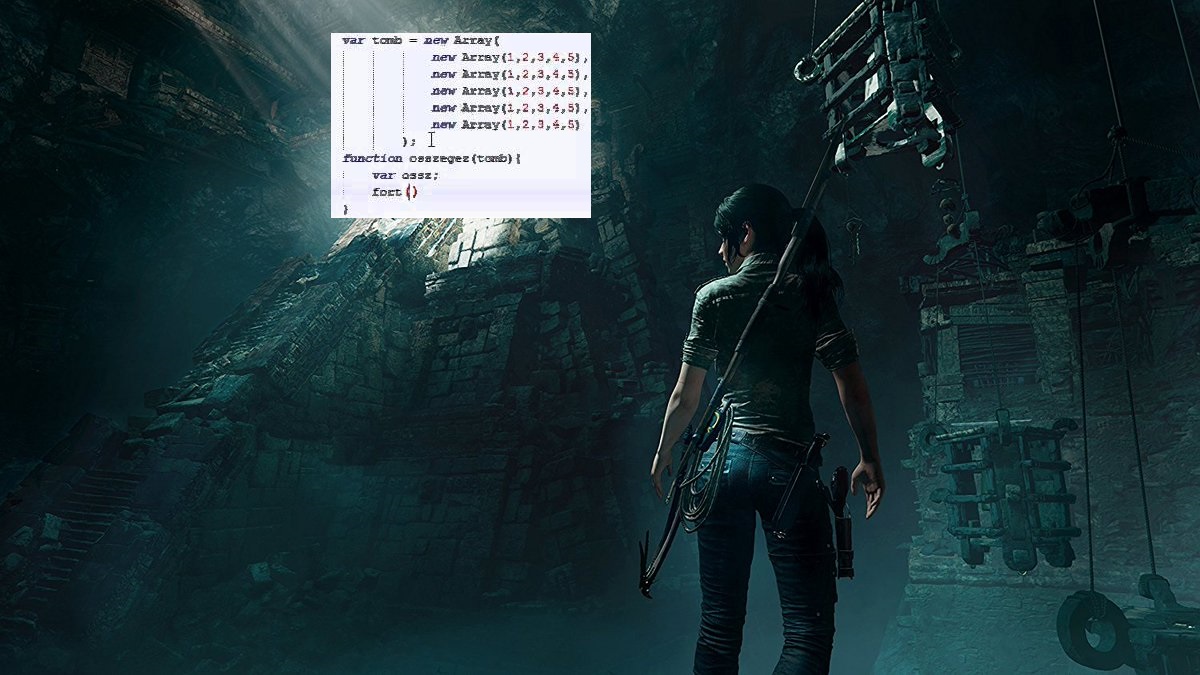 var tomb = new Array(
new Array(1,2,3,4,5),
new Array(1,2,3,4,5),
new Array(1,2,3,4,5),
new Array(1,2,3,4,5),
new Array(1,2,3,4,5)
);
function osszegez(tomb){
var ossz;
fort()
}